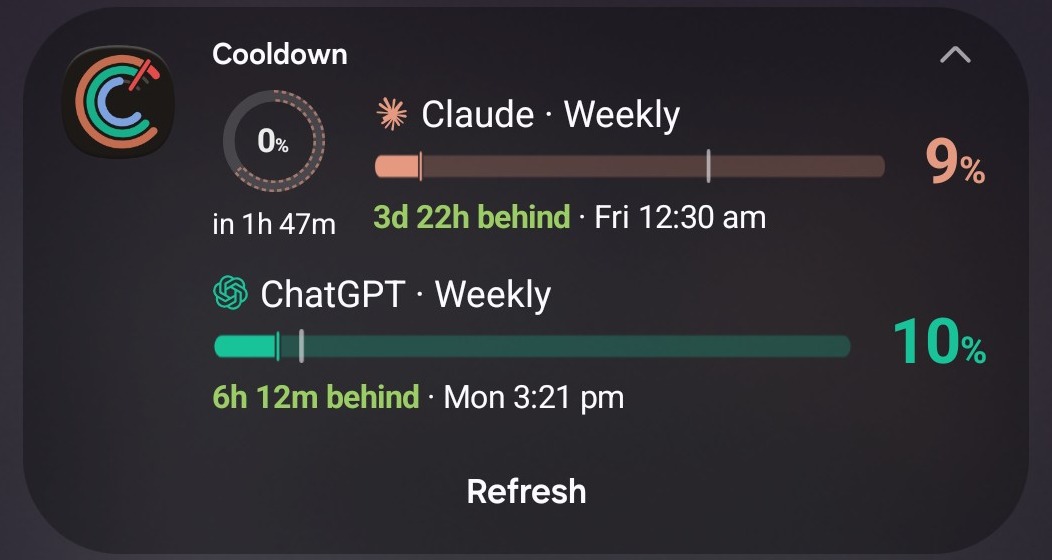 Cooldown
0%
in 1h 47m
Claude · Weekly
9%
3d 22h behind · Fri 12:30 am
ChatGPT · Weekly
10%
6h 12m behind · Mon 3:21 pm
Refresh